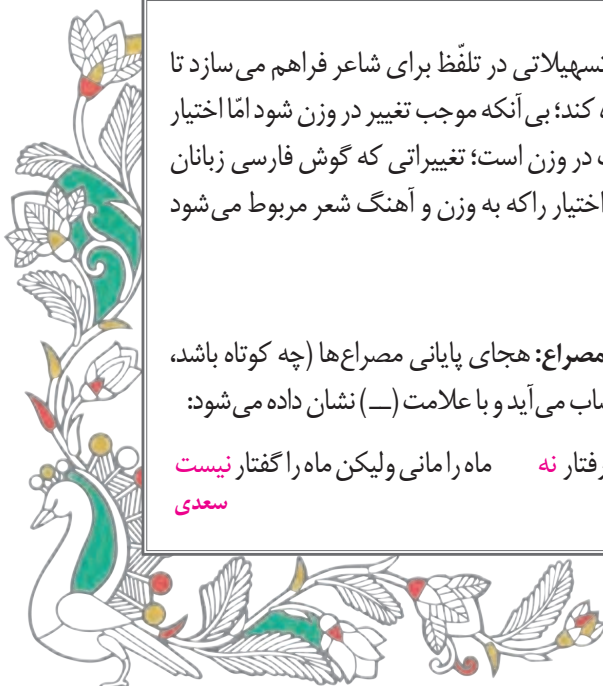 تسهیلاتی در تلفّظ برای شاعر فراهم می‌سازد تا
کند؛ بی‌آنکه موجب تغییر در وزن شود امّا اختیار
در وزن است؛ تغییراتی که گوش فارسی زبانان
اختیار راکه به وزن و آهنگ شعر مربوط می‌شود
مصراع: هجای پایانی مصراع‌ها (چه کوتاه باشد،
می‌آید و با علامت (ــ) نشان داده می‌شود:
نه ماه را مانی ولیکن ماه را گفتار نیست
سعدی